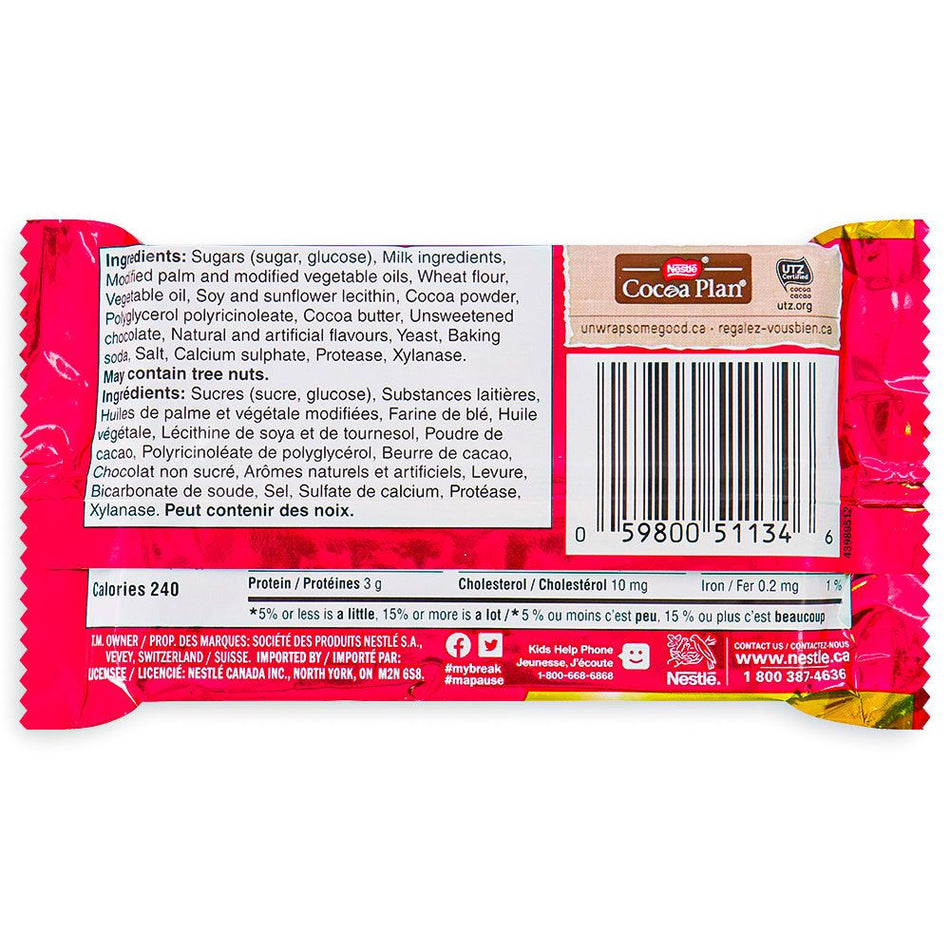 Ingredients: Sugars (sugar, glucose), Milk ingredients,
Modified palm and modified vegetable oils, Wheat flour,
Vegetable oil, Soy and sunflower lecithin, Cocoa powder,
Polyglycerol polyricinoleate, Cocoa butter, Unsweetened
chocolate, Natural and artificial flavours, Yeast, Baking
soda, Salt, Calcium sulphate, Protease, Xylanase.
May contain tree nuts.
Ingrédients: Sucres (sucre, glucose), Substances laitières,
Huiles de palme et végétale modifiées, Farine de blé, Huile
végétale, Lécithine de soya et de tournesol, Poudre de
cacao, Polyricinoléate de polyglycérol, Beurre de cacao,
Chocolat non sucré, Arômes naturels et artificiels, Levure,
Bicarbonate de soude, Sel, Sulfate de calcium, Protéase,
Xylanase. Peut contenir des noix.
Nestlé®
Cocoa Plan®
UTZ
Certified
cocoa
cacao
utz.org
unwrapsomegood.ca · regalez-vousbien.ca
0 59800 51134 6
43989512
Calories 240
Protein / Protéines 3 g Cholesterol / Cholestérol 10 mg Iron / Fer 0.2 mg 1 %
*5% or less is a little, 15% or more is a lot / *5 % ou moins c'est peu, 15 % ou plus c'est beaucoup
T.M. OWNER / PROP. DES MARQUES: SOCIÉTÉ DES PRODUITS NESTLÉ S.A.,
VEVEY, SWITZERLAND / SUISSE. IMPORTED BY / IMPORTÉ PAR:
LICENSEE / LICENCIÉ: NESTLÉ CANADA INC., NORTH YORK, ON M2N 6S8.
#mybreak
#mapause
Kids Help Phone
Jeunesse, J'écoute
1-800-668-6868
Nestlé®
CONTACT US / CONTACTEZ-NOUS
www.nestle.ca
1 800 387-4636